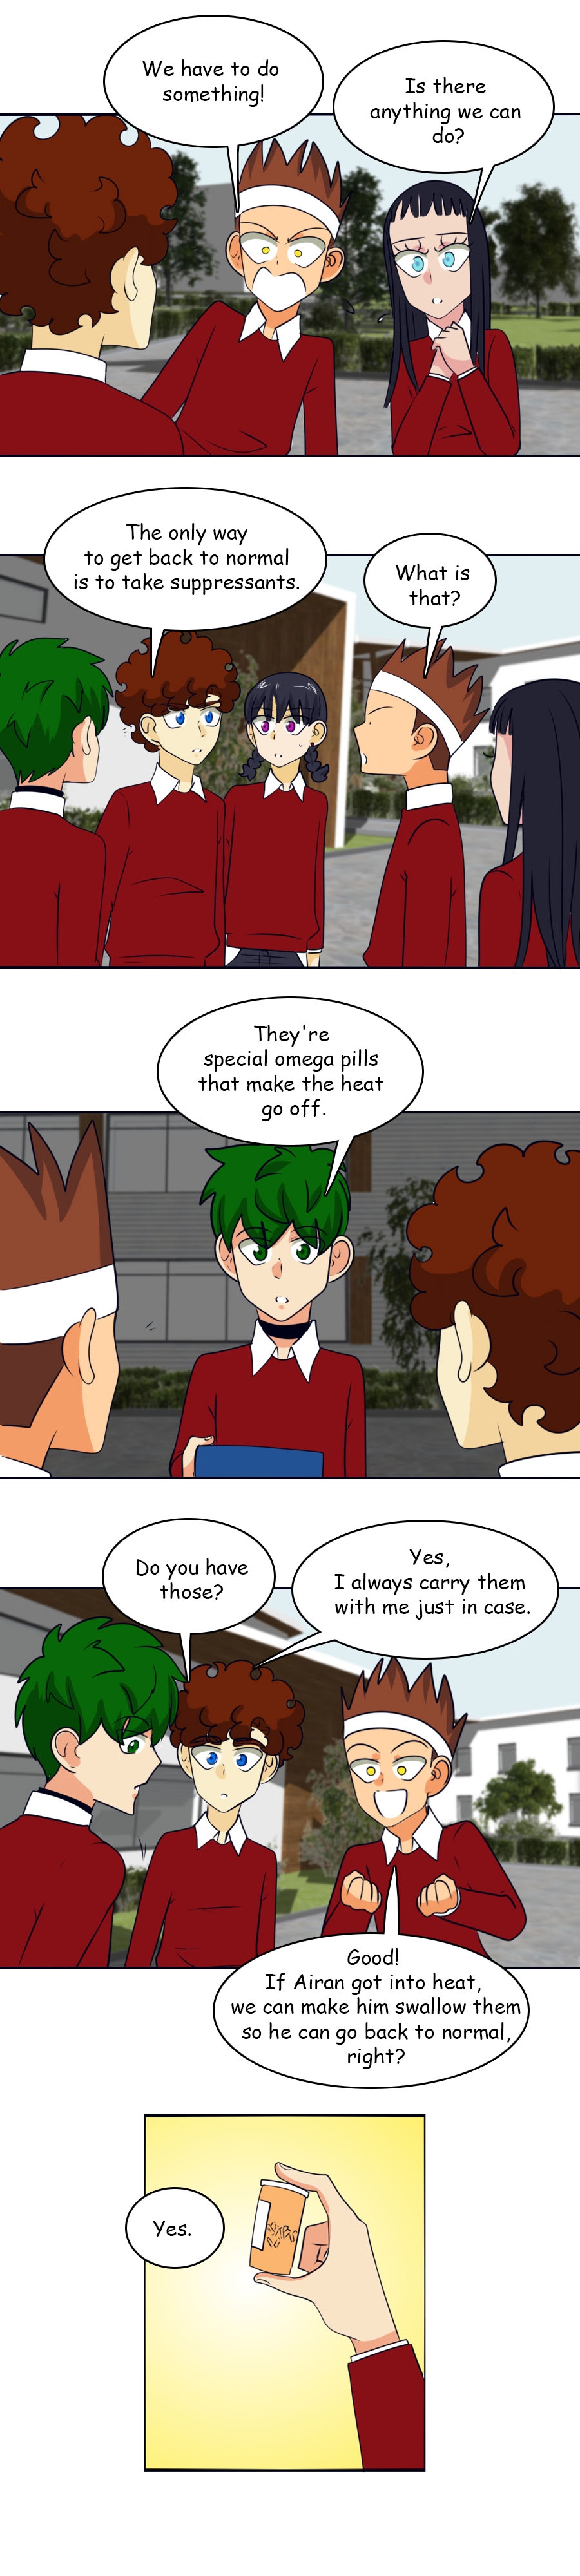 We have to do
something!
Is there
anything we can
do?
The only way
to get back to normal
is to take suppressants.
What is
that?
They're
special omega pills
that make the heat
go off.
Do you have
those?
Yes,
I always carry them
with me just in case.
Good!
If Airan got into heat,
we can make him swallow them
so he can go back to normal,
right?
Yes.